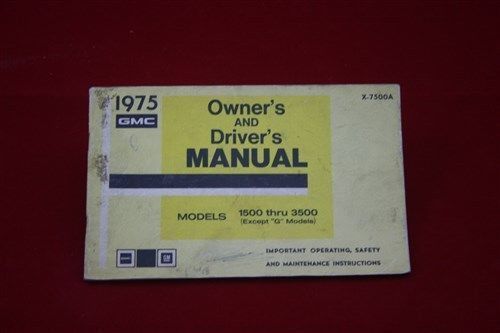 1975
GMC
X-7500A
Owner's
AND
Driver's
MANUAL
MODELS 1500 thru 3500
(Except "G" Models)
IMPORTANT OPERATING, SAFETY
AND MAINTENANCE INSTRUCTIONS
GM